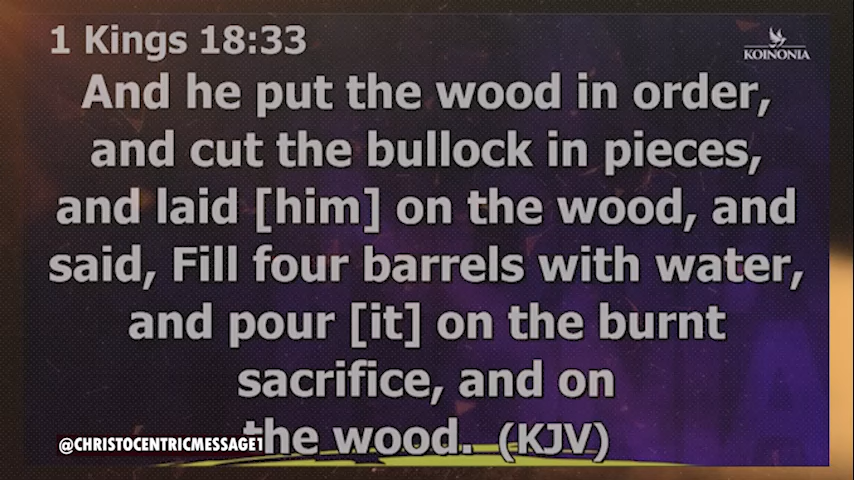 1 Kings 18:33
KOINONIA
And he put the wood in order,
and cut the bullock in pieces,
and laid [him] on the wood, and
said, Fill four barrels with water,
and pour [it] on the burnt
sacrifice, and on
the wood. (KJV)
@CHRISTOCENTRICMESSAGE1